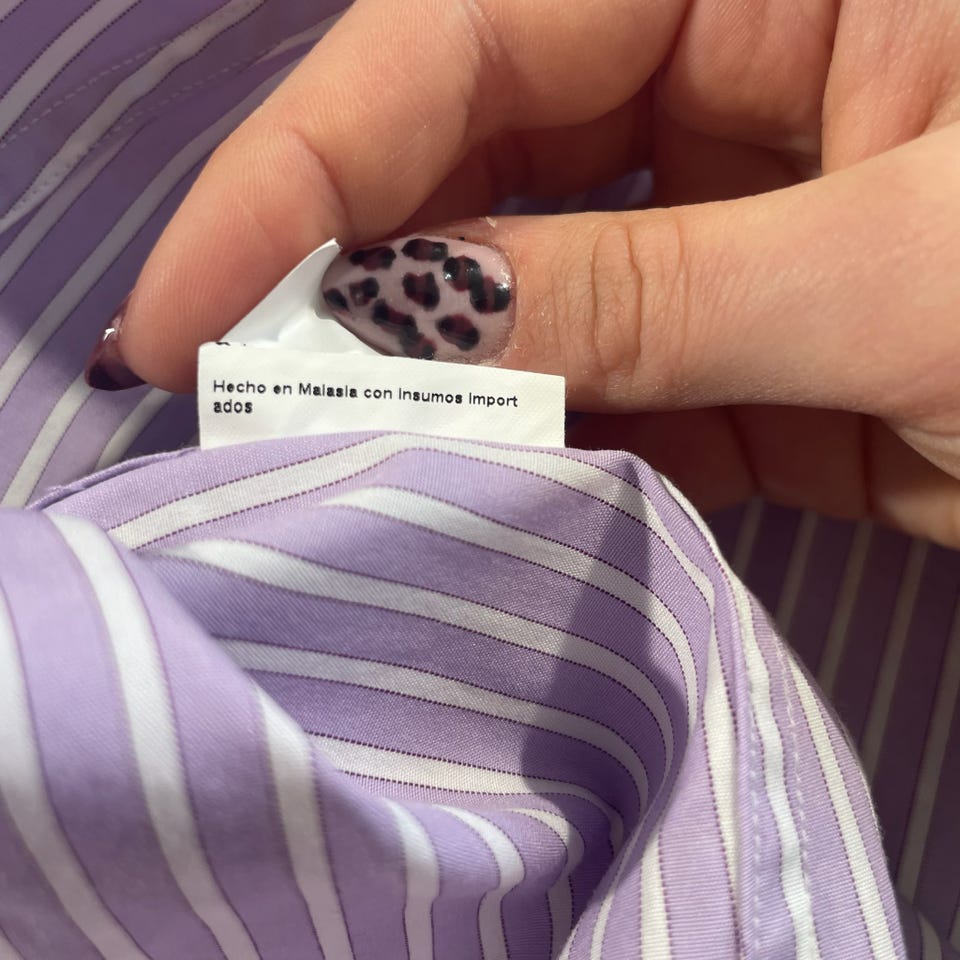 Hecho en Malasia con insumos import
ados